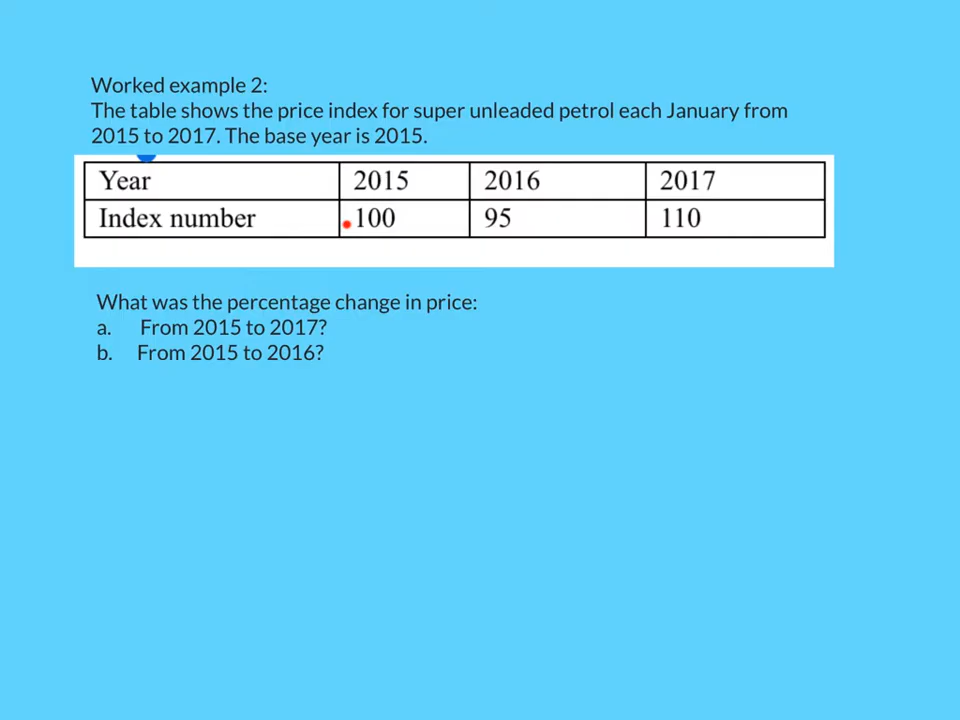 Worked example 2:
The table shows the price index for super unleaded petrol each January from
2015 to 2017. The base year is 2015.
Year 2015 2016 2017
Index number 100 95 110
What was the percentage change in price:
a. From 2015 to 2017?
b. From 2015 to 2016?